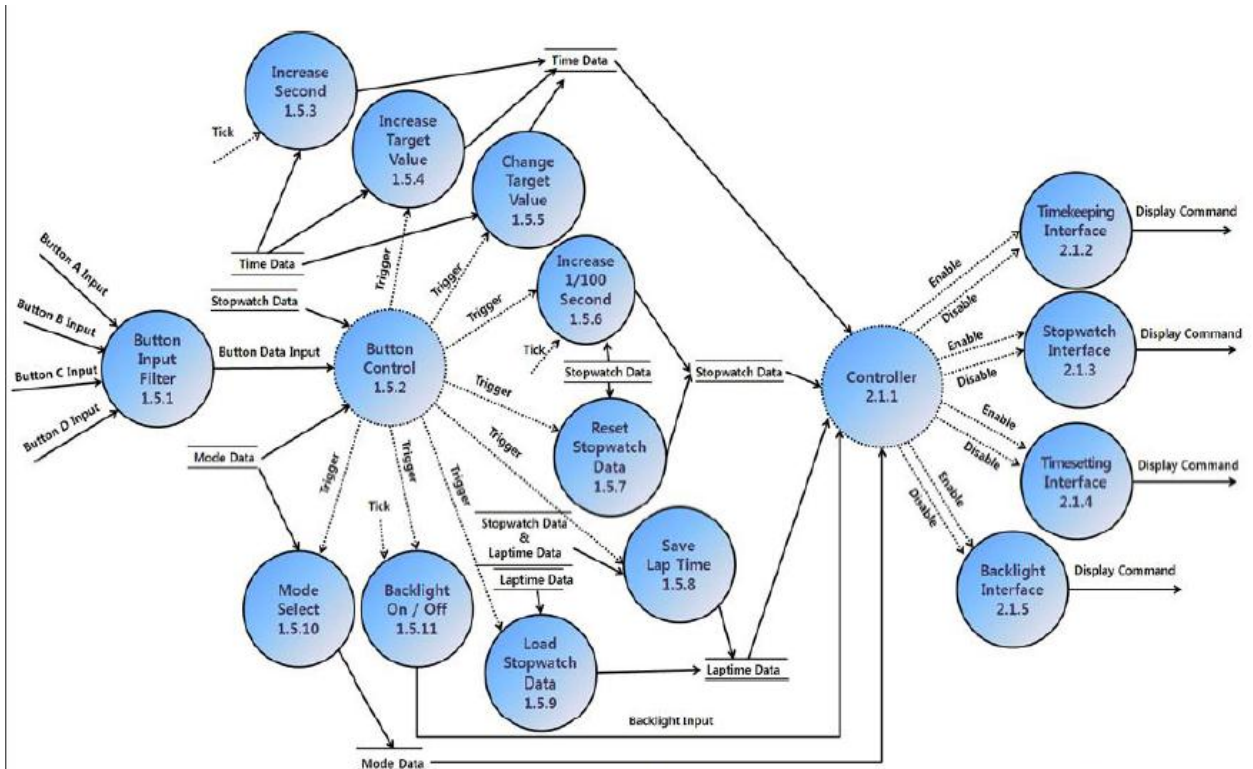 Increase
Second
1.5.3
Tick
Time Data
Increase
Target
Value
1.5.4
Change
Target
Value
1.5.5
Time Data
Stopwatch Data
Trigger
Trigger
Trigger
Increase
1/100
Second
1.5.6
Tick
Button A Input
Button B Input
Button C Input
Button D Input
Button
Input
Filter
1.5.1
Button Data Input
Button
Control
1.5.2
Stopwatch Data
Stopwatch Data
Trigger
Reset
Stopwatch
Data
1.5.7
Mode Data
Trigger
Trigger
Trigger
Trigger
Tick
Stopwatch Data
&
Laptime Data
Laptime Data
Save
Lap Time
1.5.8
Mode
Select
1.5.10
Backlight
On / Off
1.5.11
Load
Stopwatch
Data
1.5.9
Laptime Data
Backlight Input
Mode Data
Controller
2.1.1
Enable
Disable
Timekeeping
Interface
2.1.2
Display Command
Enable
Disable
Stopwatch
Interface
2.1.3
Display Command
Enable
Disable
Timesetting
Interface
2.1.4
Display Command
Enable
Disable
Backlight
Interface
2.1.5
Display Command